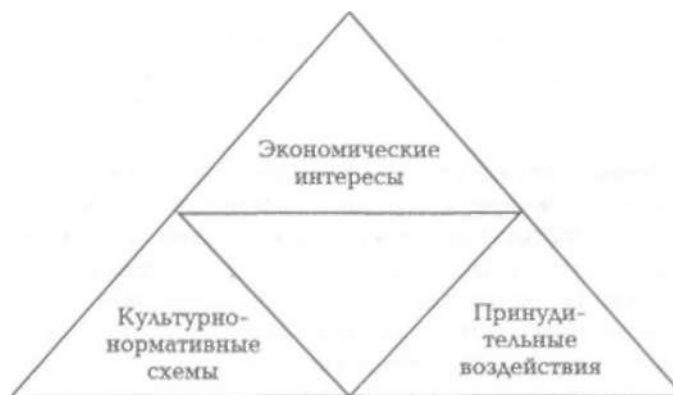 Экономические
интересы
Культурно-
нормативные
схемы
Принуди-
тельные
воздействия